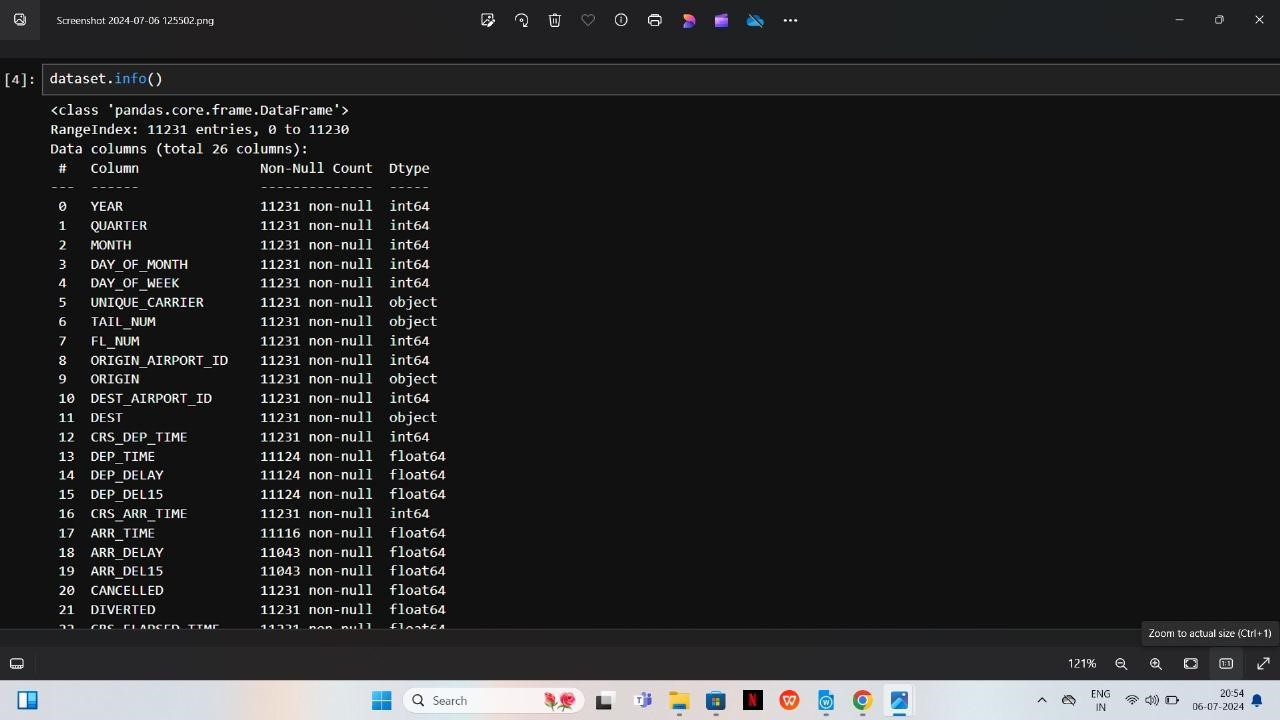 Screenshot 2024-07-06 125502.png
[4]: dataset.info()
<class 'pandas.core.frame.DataFrame'>
RangeIndex: 11231 entries, 0 to 11230
Data columns (total 26 columns):
# Column Non-Null Count Dtype
--- ------ -------------- -----
0 YEAR 11231 non-null int64
1 QUARTER 11231 non-null int64
2 MONTH 11231 non-null int64
3 DAY_OF_MONTH 11231 non-null int64
4 DAY_OF_WEEK 11231 non-null int64
5 UNIQUE_CARRIER 11231 non-null object
6 TAIL_NUM 11231 non-null object
7 FL_NUM 11231 non-null int64
8 ORIGIN_AIRPORT_ID 11231 non-null int64
9 ORIGIN 11231 non-null object
10 DEST_AIRPORT_ID 11231 non-null int64
11 DEST 11231 non-null object
12 CRS_DEP_TIME 11231 non-null int64
13 DEP_TIME 11124 non-null float64
14 DEP_DELAY 11124 non-null float64
15 DEP_DEL15 11124 non-null float64
16 CRS_ARR_TIME 11231 non-null int64
17 ARR_TIME 11116 non-null float64
18 ARR_DELAY 11043 non-null float64
19 ARR_DEL15 11043 non-null float64
20 CANCELLED 11231 non-null float64
21 DIVERTED 11231 non-null float64
22 CRS_ELAPSED_TIME 11231 non-null float64
Zoom to actual size (Ctrl+1)
121%
1:1
Search
N
W
ENG
IN
20:54
06-07-2024